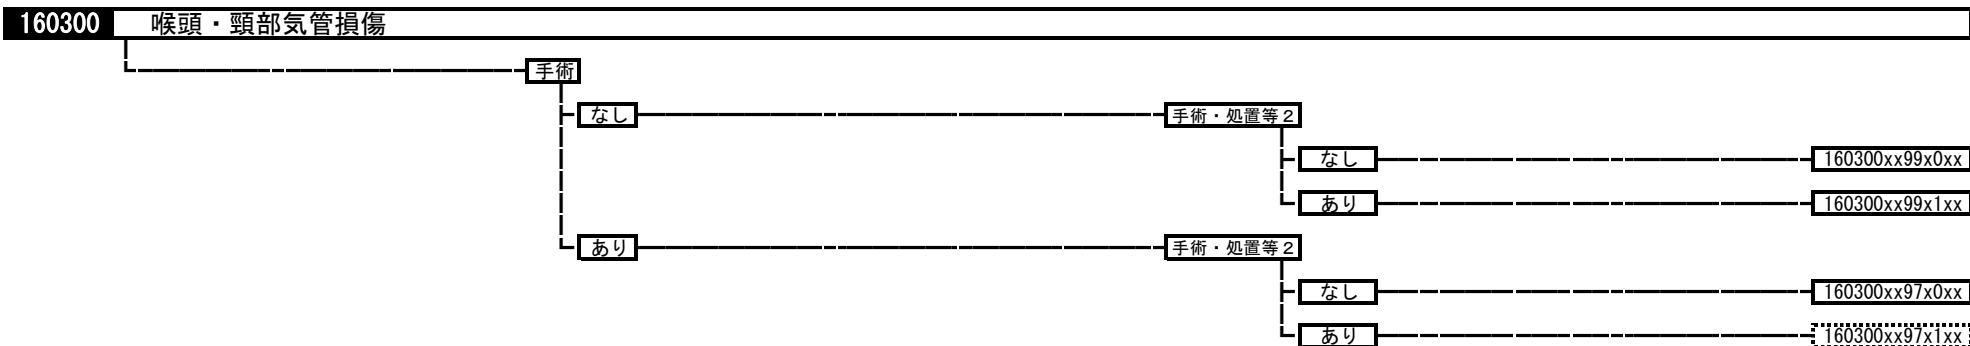 160300 喉頭・頸部気管損傷
手術
なし 手術・処置等2
なし 160300xx99x0xx
あり 160300xx99x1xx
あり 手術・処置等2
なし 160300xx97x0xx
あり 160300xx97x1xx